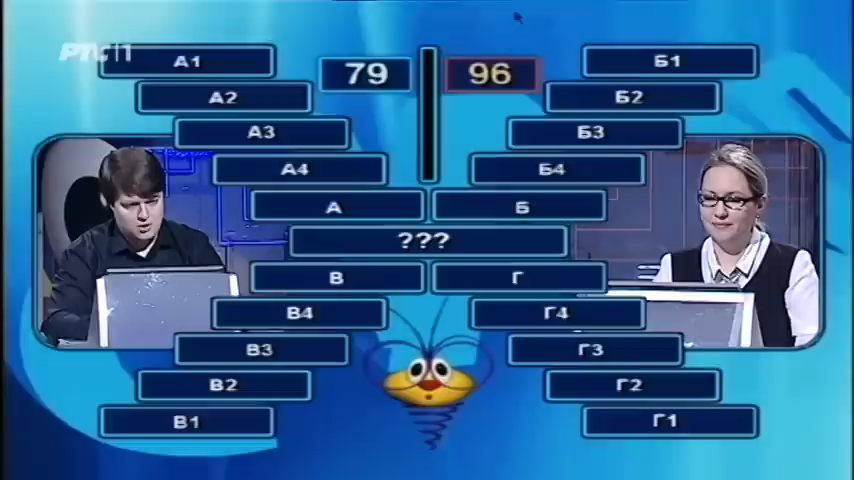 РТС 1
А1 Б1
79 96
А2 Б2
А3 Б3
А4 Б4
А Б
???
В Г
В4 Г4
В3 Г3
В2 Г2
В1 Г1